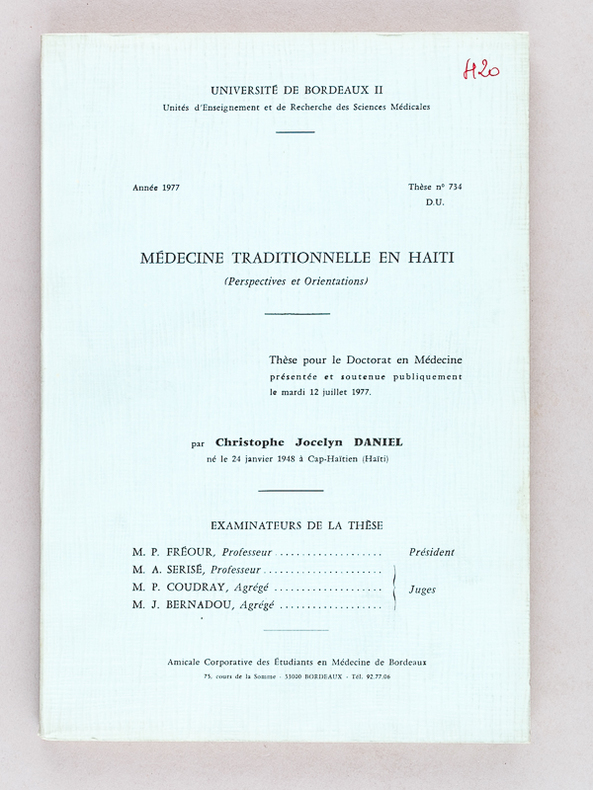 H20
UNIVERSITÉ DE BORDEAUX II
Unités d'Enseignement et de Recherche des Sciences Médicales
Année 1977
Thèse nº 734
D.U.
MÉDECINE TRADITIONNELLE EN HAITI
(Perspectives et Orientations)
Thèse pour le Doctorat en Médecine
présentée et soutenue publiquement
le mardi 12 juillet 1977.
par Christophe Jocelyn DANIEL
né le 24 janvier 1948 à Cap-Haïtien (Haïti)
EXAMINATEURS DE LA THÈSE
M. P. FRÉOUR, Professeur .................... Président
M. A. SERISÉ, Professeur ....................
M. P. COUDRAY, Agrégé ....................
Juges
M. J. BERNADOU, Agrégé ....................
Amicale Corporative des Étudiants en Médecine de Bordeaux
75, cours de la Somme - 33000 BORDEAUX - Tél. 92.77.06